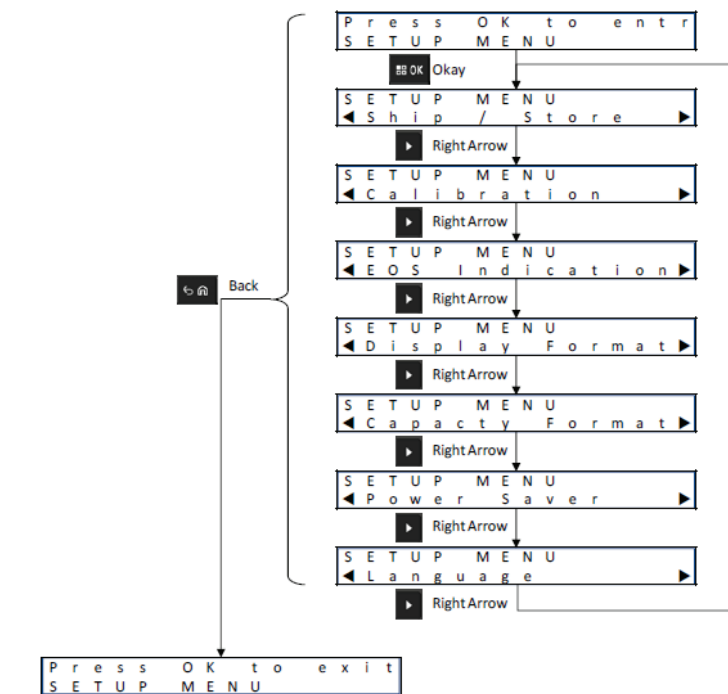 Press OK to entr
SETUP MENU
OK Okay
SETUP MENU
◀Ship / Store ▶
Right Arrow
SETUP MENU
◀Calibration ▶
Right Arrow
SETUP MENU
◀EOS Indication▶
Right Arrow
Back
SETUP MENU
◀Display Format▶
Right Arrow
SETUP MENU
◀Capacty Format▶
Right Arrow
SETUP MENU
◀Power Saver ▶
Right Arrow
SETUP MENU
◀Language ▶
Right Arrow
Press OK to exit
SETUP MENU